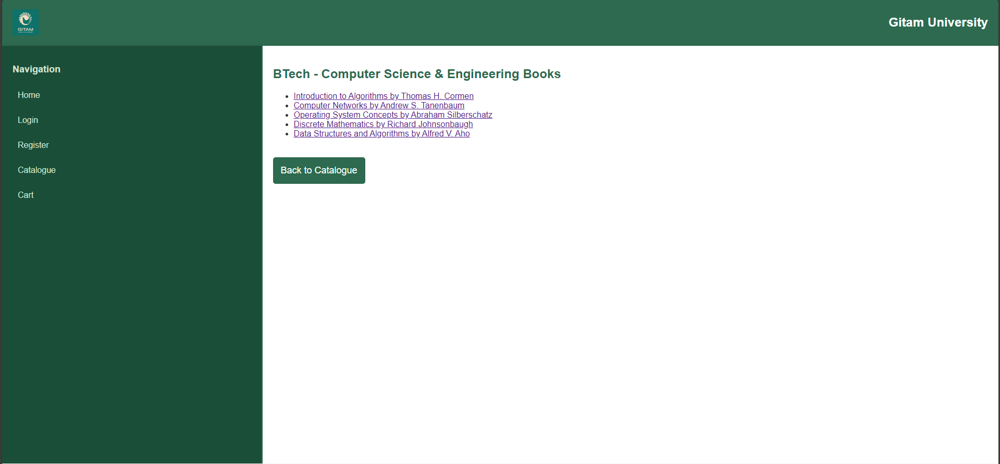 GITAM
Gitam University
Navigation
Home
Login
Register
Catalogue
Cart
BTech - Computer Science & Engineering Books
Introduction to Algorithms by Thomas H. Cormen
Computer Networks by Andrew S. Tanenbaum
Operating System Concepts by Abraham Silberschatz
Discrete Mathematics by Richard Johnsonbaugh
Data Structures and Algorithms by Alfred V. Aho
Back to Catalogue